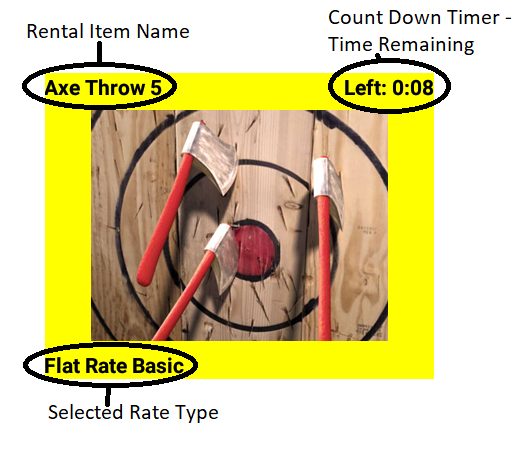 Count Down Timer -
Rental Item Name
Time Remaining
Axe Throw 5
Left: 0:08
Flat Rate Basic
Selected Rate Type